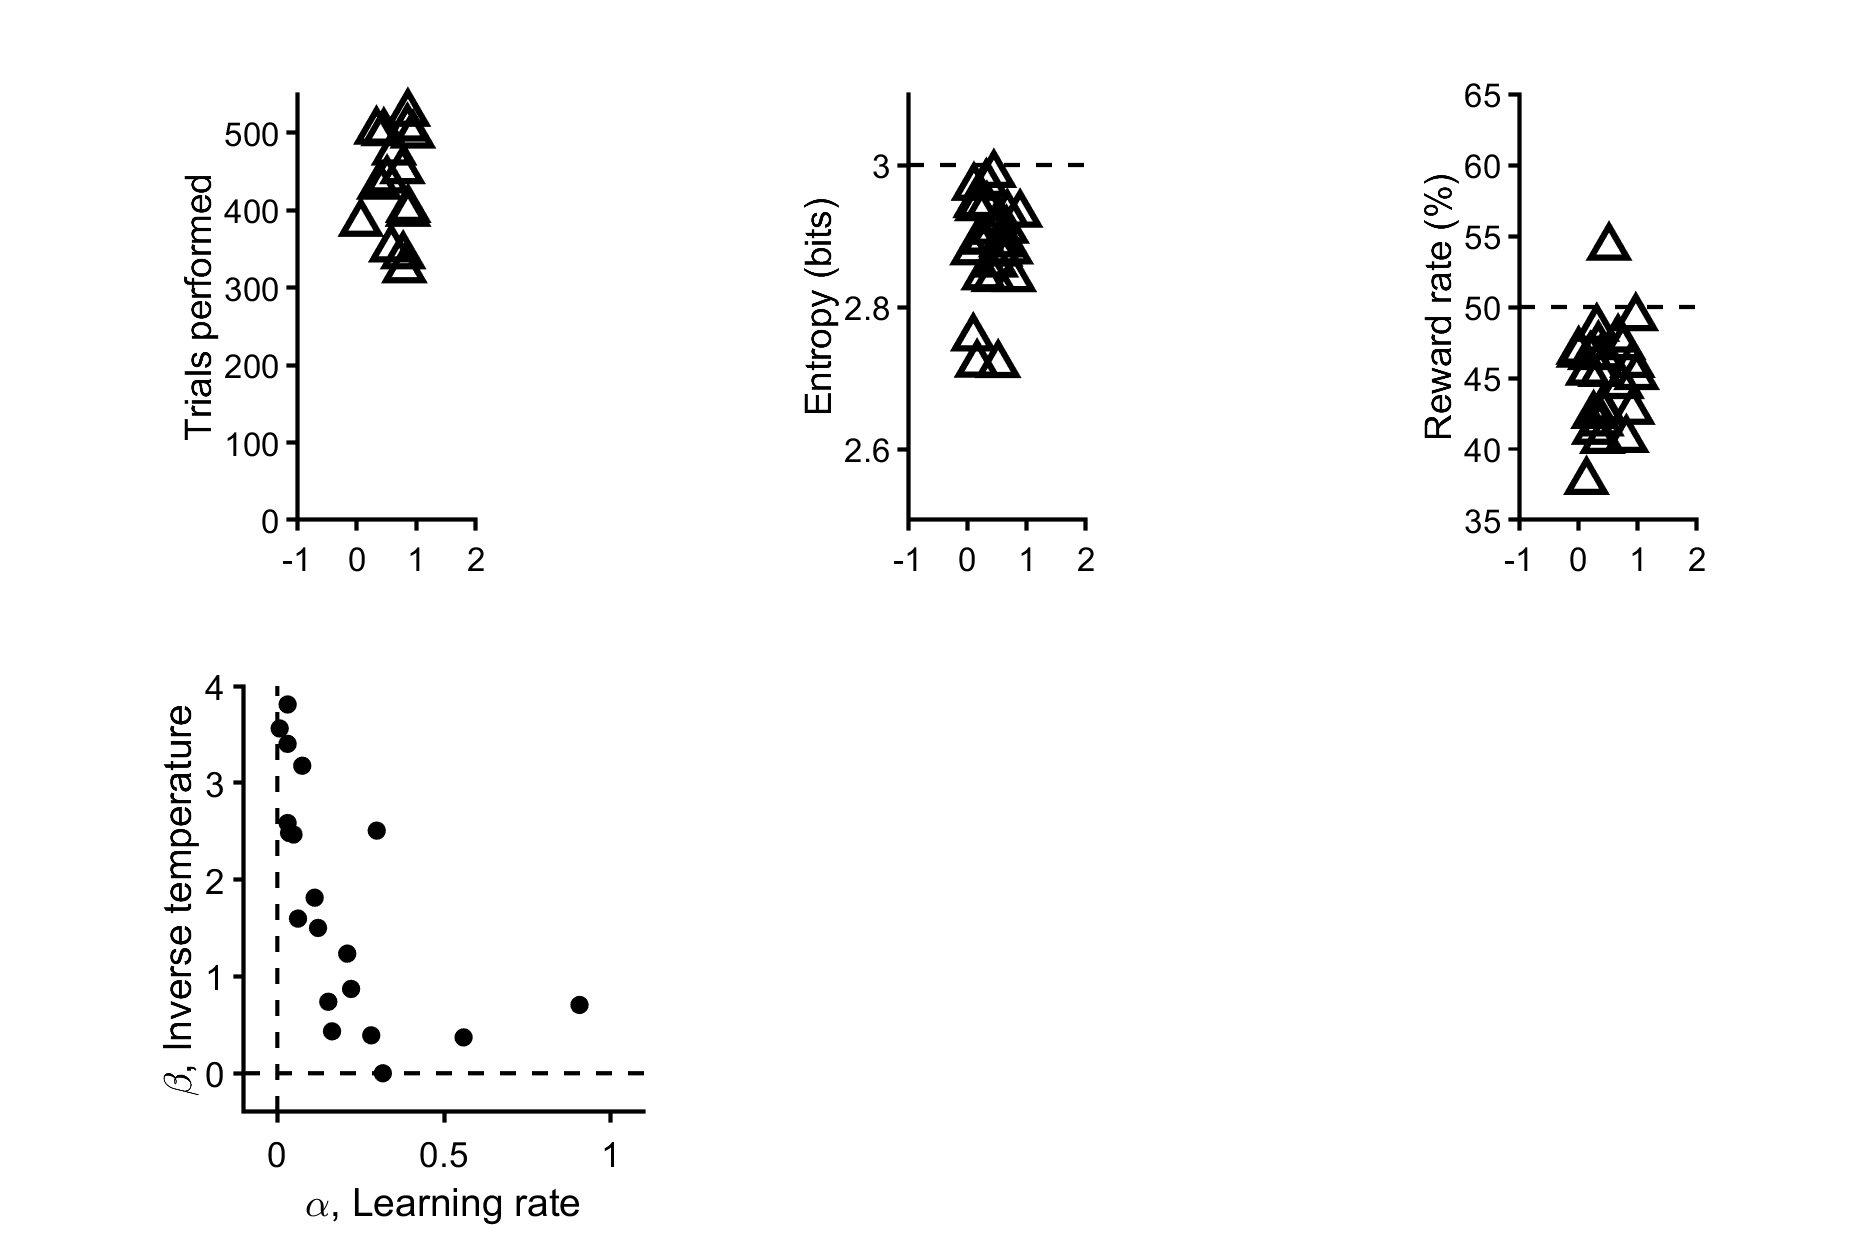 Trials performed
500
400
300
200
100
0
-1 0 1 2
Entropy (bits)
3
2.8
2.6
-1 0 1 2
Reward rate (%)
65
60
55
50
45
40
35
-1 0 1 2
β, Inverse temperature
4
3
2
1
0
0 0.5 1
α, Learning rate